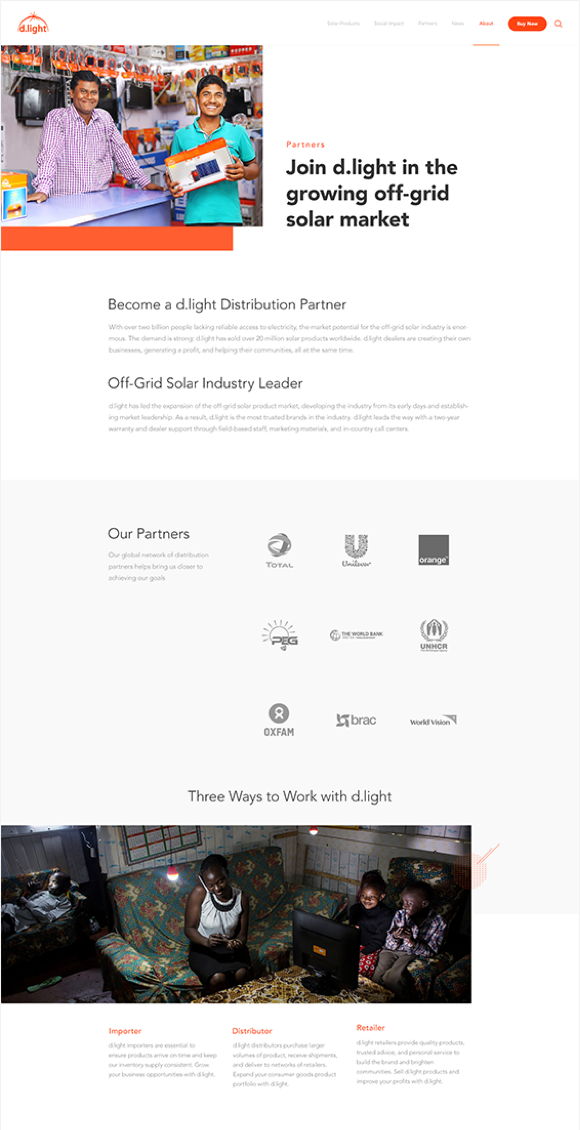 d.light
Solar Products Social Impact Partners News About Buy Now
Partners
Join d.light in the
growing off-grid
solar market
Become a d.light Distribution Partner
With over two billion people lacking reliable access to electricity, the market potential for the off-grid solar industry is enor-
mous. The demand is strong: d.light has sold over 20 million solar products worldwide. d.light dealers are creating their own
businesses, generating a profit, and helping their communities, all at the same time.
Off-Grid Solar Industry Leader
d.light has led the expansion of the off-grid solar product market, developing the industry from its early days and establish-
ing market leadership. As a result, d.light is the most trusted brands in the industry. d.light leads the way with a two-year
warranty and dealer support through field-based staff, marketing materials, and in-country call centers.
Our Partners
Our global network of distribution
partners helps bring us closer to
achieving our goals
TOTAL
Unilever
orange
PEG
THE WORLD BANK
UNHCR
OXFAM
brac
World Vision
Three Ways to Work with d.light
Importer
d.light importers are essential to
ensure products arrive on-time and keep
our inventory supply consistent. Grow
your business opportunities with d.light.
Distributor
d.light distributors purchase larger
volumes of product, receive shipments,
and deliver to networks of retailers.
Expand your consumer goods product
portfolio with d.light.
Retailer
d.light retailers provide quality products,
trusted advice, and personal service to
build the brand and brighten
communities. Sell d.light products and
improve your profits with d.light.